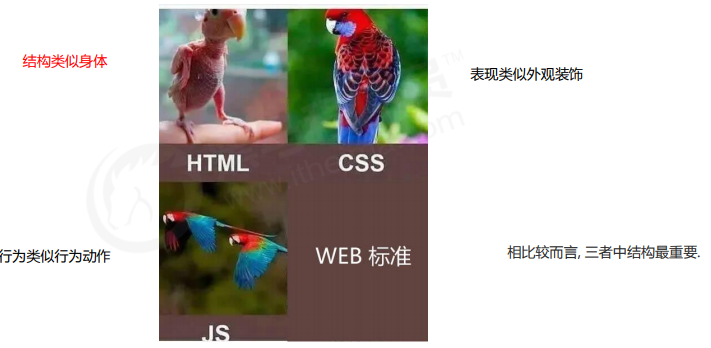 结构类似身体
表现类似外观装饰
HTML
CSS
行为类似行为动作
WEB 标准
相比较而言, 三者中结构最重要.
JS